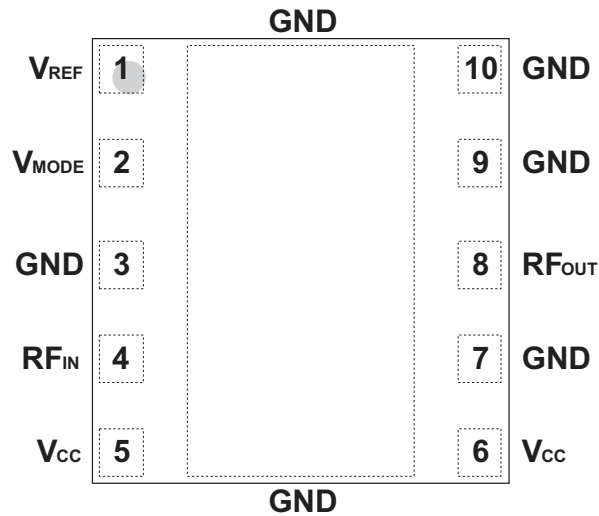 GND
VREF 1 10 GND
VMODE 2 9 GND
GND 3 8 RFOUT
RFIN 4 7 GND
VCC 5 6 VCC
GND